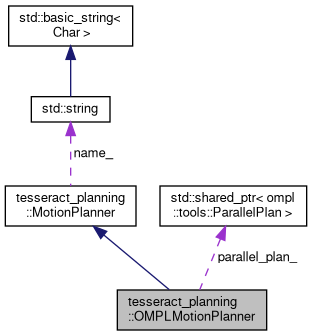 std::basic_string<
Char >
std::string
name_
tesseract_planning
::MotionPlanner
std::shared_ptr< ompl
::tools::ParallelPlan >
parallel_plan_
tesseract_planning
::OMPLMotionPlanner